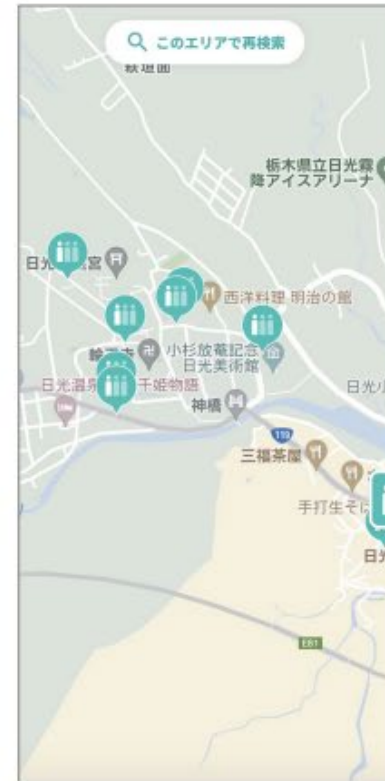 このエリアで再検索
栃木県立日光霧
降アイスアリーナ
日光
宮
西洋料理 明治の館
小杉放菴記念
日光美術館
日光温泉
千姫物語
日光
神橋
119
三福茶屋
手打生そば
日光
E81